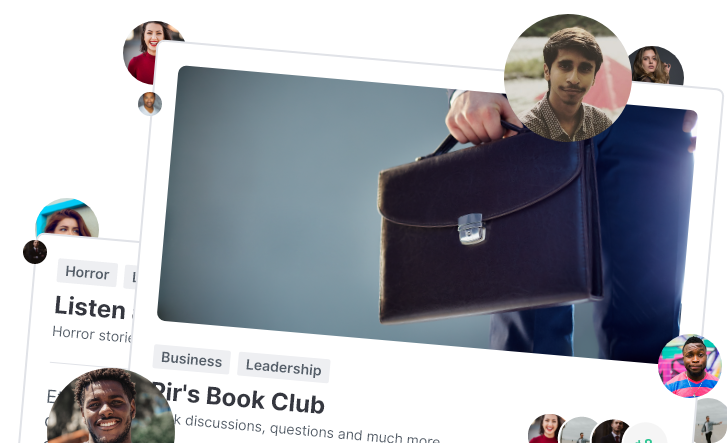 Horror
Listen
Horror storie
Business
Leadership
Pir's Book Club
k discussions, questions and much more